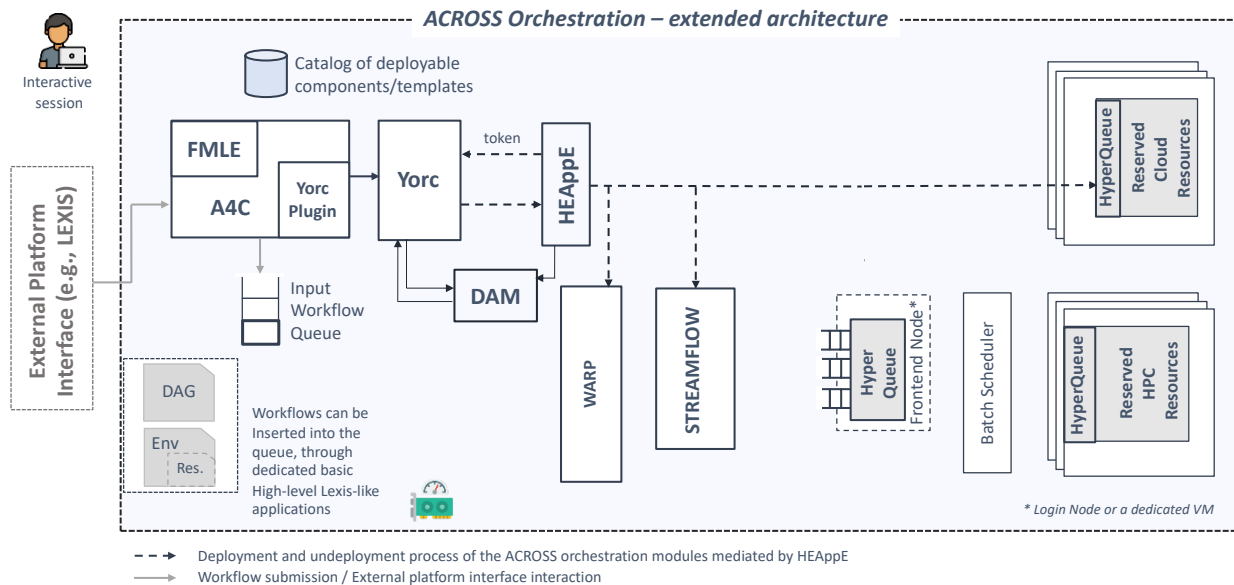 ACROSS Orchestration – extended architecture
Interactive
session
Catalog of deployable
components/templates
External Platform
Interface (e.g., LEXIS)
FMLE
A4C
Yorc
Plugin
Yorc
token
HEAppE
DAM
Input
Workflow
Queue
WARP
STREAMFLOW
Hyper
Queue
Frontend Node*
Batch Scheduler
HyperQueue
Reserved
Cloud
Resources
HyperQueue
Reserved
HPC
Resources
DAG
Env
Res.
Workflows can be
Inserted into the
queue, through
dedicated basic
High-level Lexis-like
applications
* Login Node or a dedicated VM
Deployment and undeployment process of the ACROSS orchestration modules mediated by HEAppE
Workflow submission / External platform interface interaction